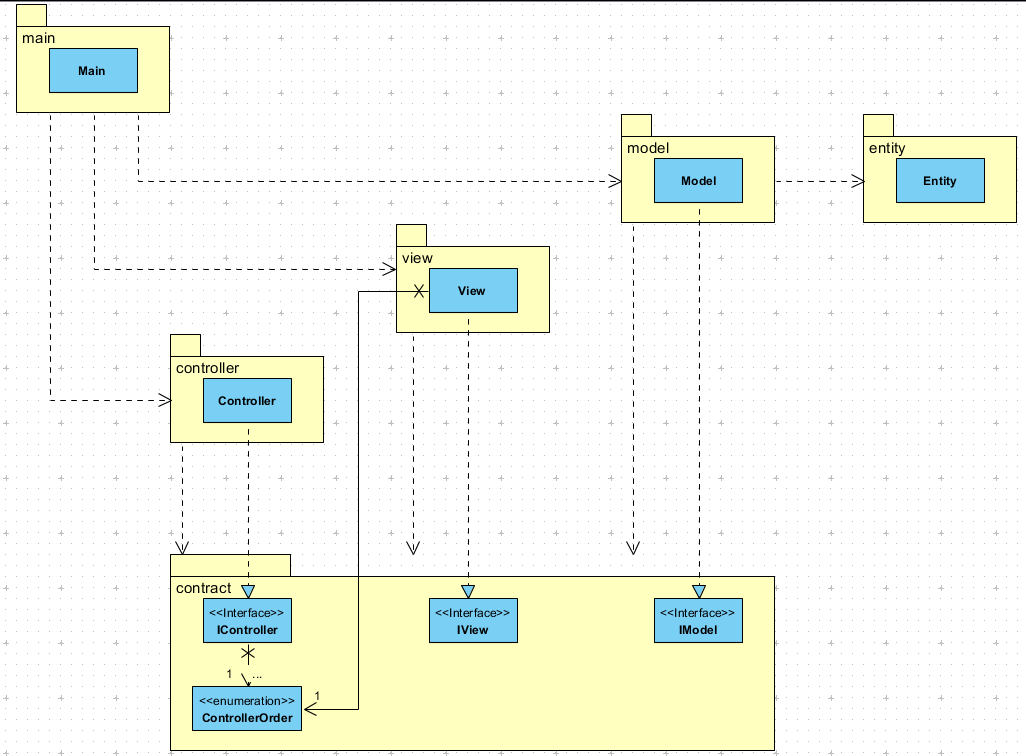 main
Main
model
Model
entity
Entity
view
View
controller
Controller
contract
<<Interface>>
IController
<<Interface>>
IView
<<Interface>>
IModel
1 ...
<<enumeration>>
ControllerOrder
1